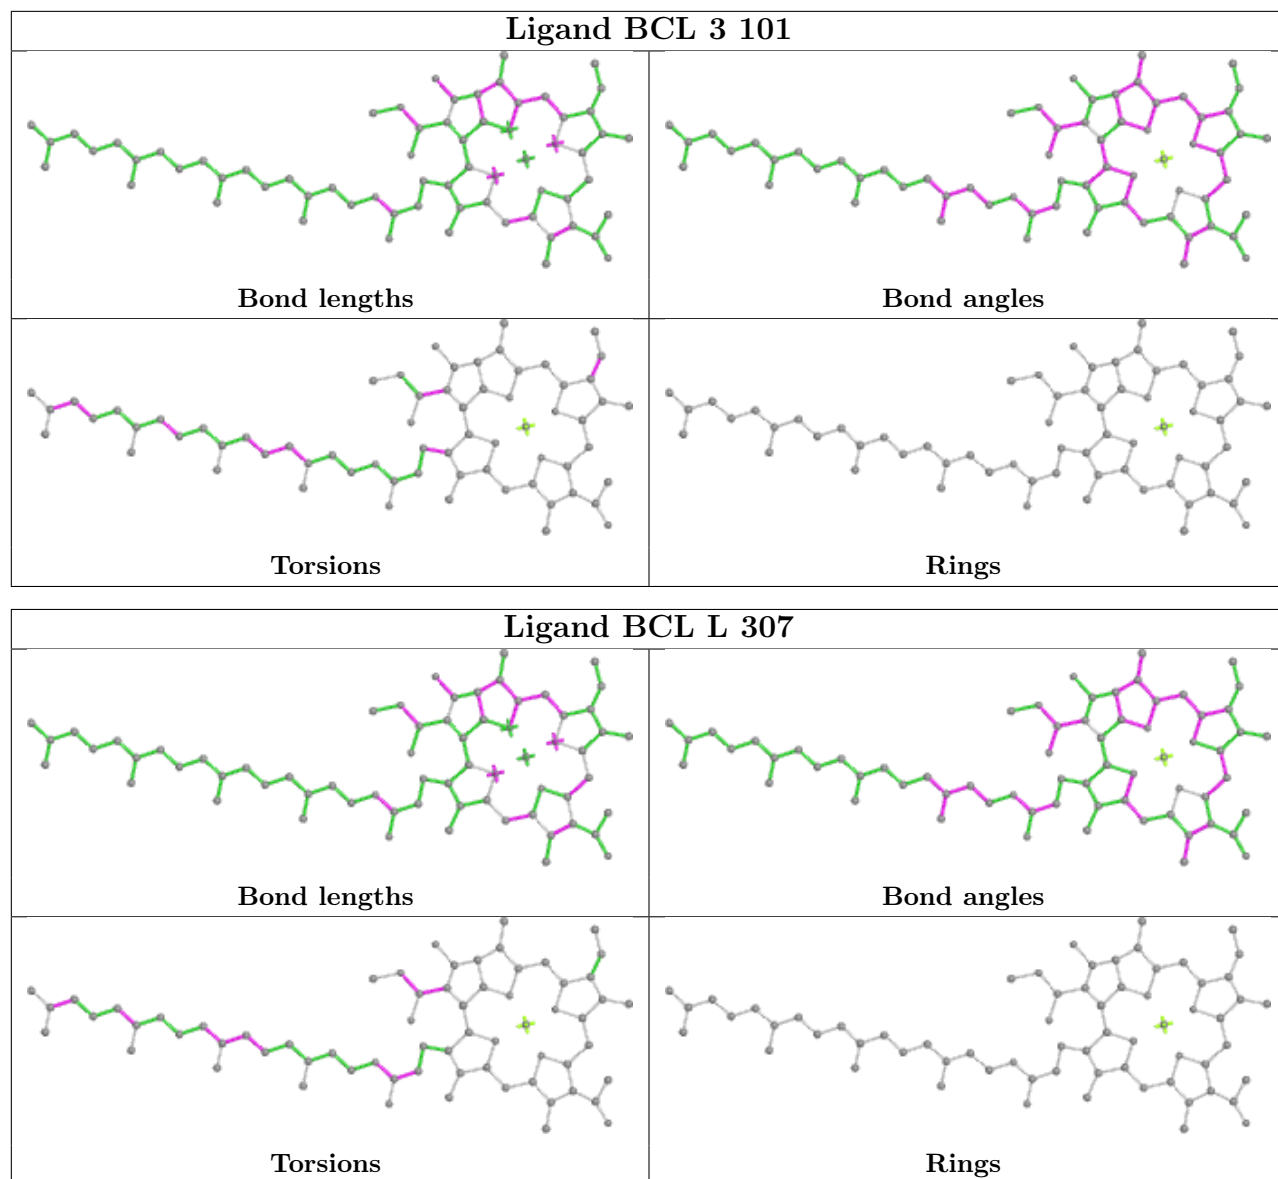 Ligand BCL 3 101
Bond lengths
Bond angles
Torsions
Rings
Ligand BCL L 307
Bond lengths
Bond angles
Torsions
Rings